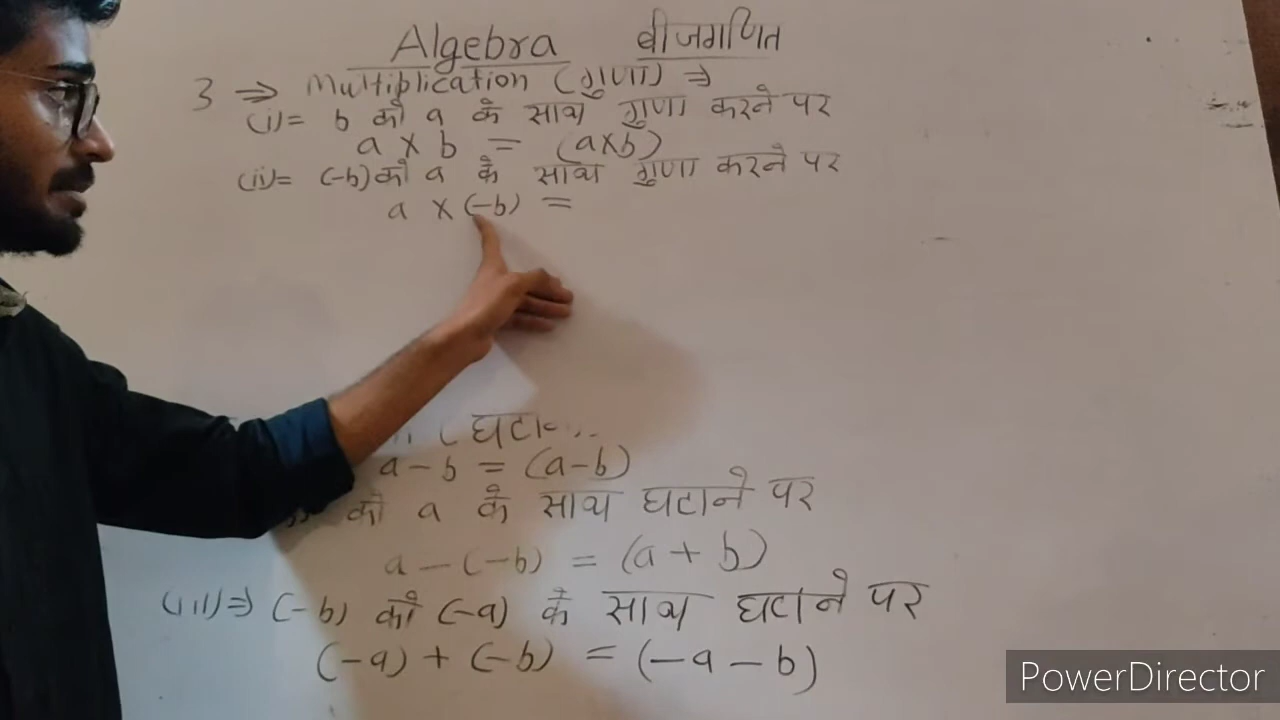 Algebra बीजगणित
3 ⇒ Multiplication (गुणा) ⇒
(i)= b को a के साथ गुणा करने पर
a × b = (a×b)
(ii)= (-b) को a के साथ गुणा करने पर
a × (-b) =
a - b = (a-b)
को a के साथ घटाने पर
a - (-b) = (a + b)
(iii)⇒ (-b) को (-a) के साथ घटाने पर
(-a) + (-b) = (-a - b)
PowerDirector